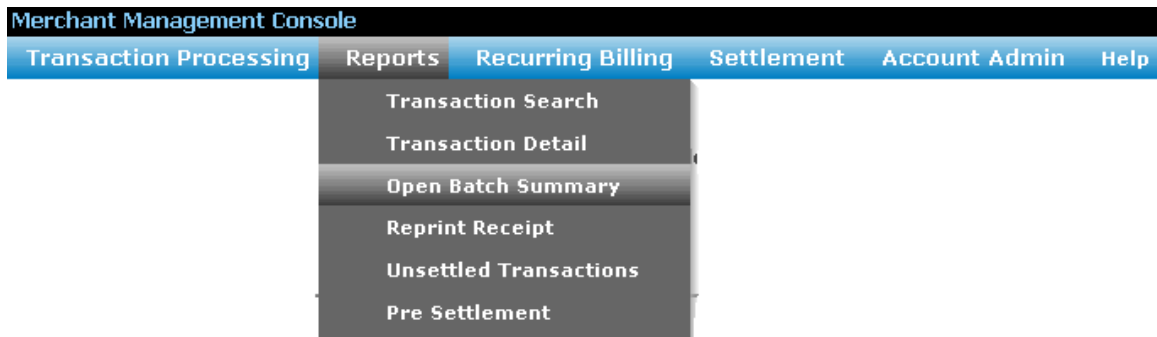 Merchant Management Console
Transaction Processing Reports Recurring Billing Settlement Account Admin Help
Transaction Search
Transaction Detail
Open Batch Summary
Reprint Receipt
Unsettled Transactions
Pre Settlement